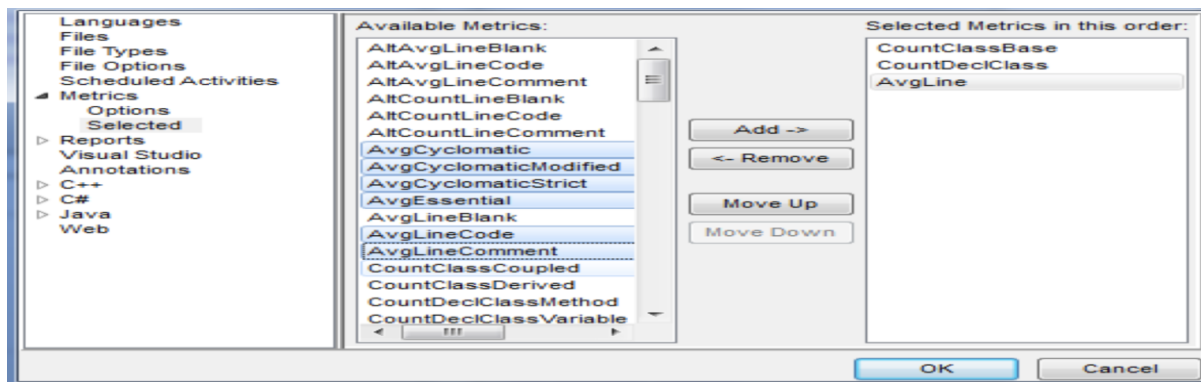 Languages
Files
File Types
File Options
Scheduled Activities
Metrics
Options
Selected
Reports
Visual Studio
Annotations
C++
C#
Java
Web
Available Metrics:
AltAvgLineBlank
AltAvgLineCode
AltAvgLineComment
AltCountLineBlank
AltCountLineCode
AltCountLineComment
AvgCyclomatic
AvgCyclomaticModified
AvgCyclomaticStrict
AvgEssential
AvgLineBlank
AvgLineCode
AvgLineComment
CountClassCoupled
CountClassDerived
CountDeclClassMethod
CountDeclClassVariable
Add ->
<- Remove
Move Up
Move Down
Selected Metrics in this order:
CountClassBase
CountDeclClass
AvgLine
OK
Cancel